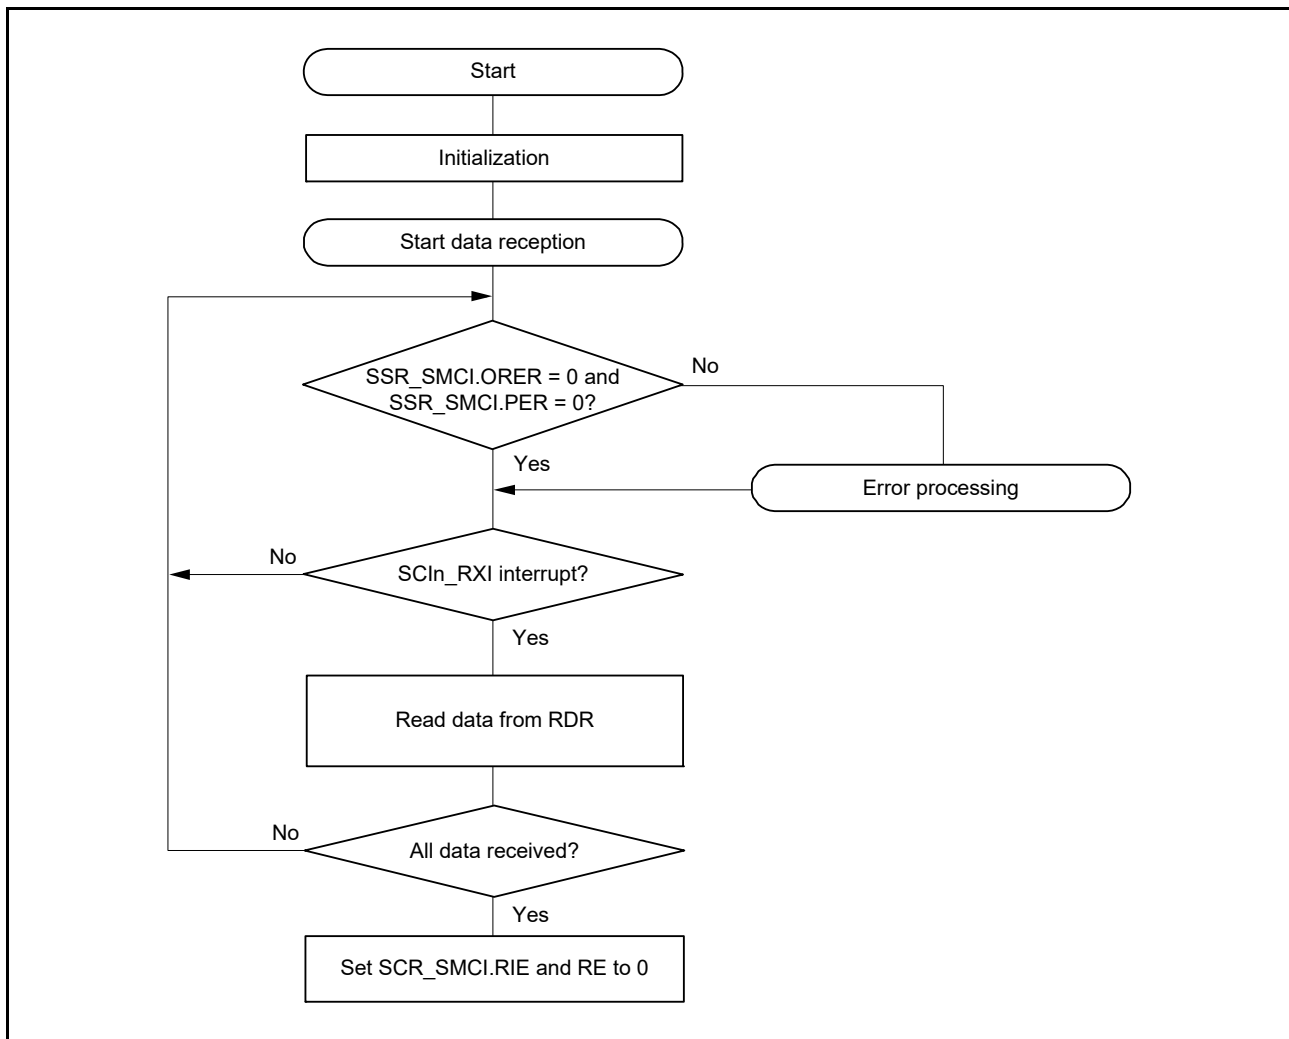 Start
Initialization
Start data reception
SSR_SMCI.ORER = 0 and
SSR_SMCI.PER = 0?
No
Yes
Error processing
No
SCIn_RXI interrupt?
Yes
Read data from RDR
No
All data received?
Yes
Set SCR_SMCI.RIE and RE to 0